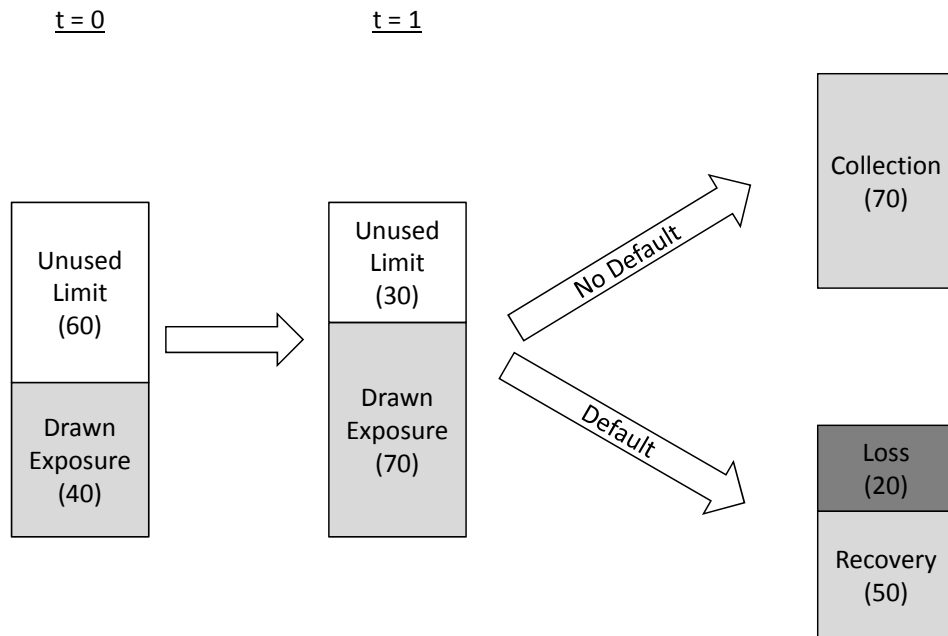 t = 0
t = 1
Unused
Limit
(60)
Drawn
Exposure
(40)
Unused
Limit
(30)
Drawn
Exposure
(70)
No Default
Default
Collection
(70)
Loss
(20)
Recovery
(50)